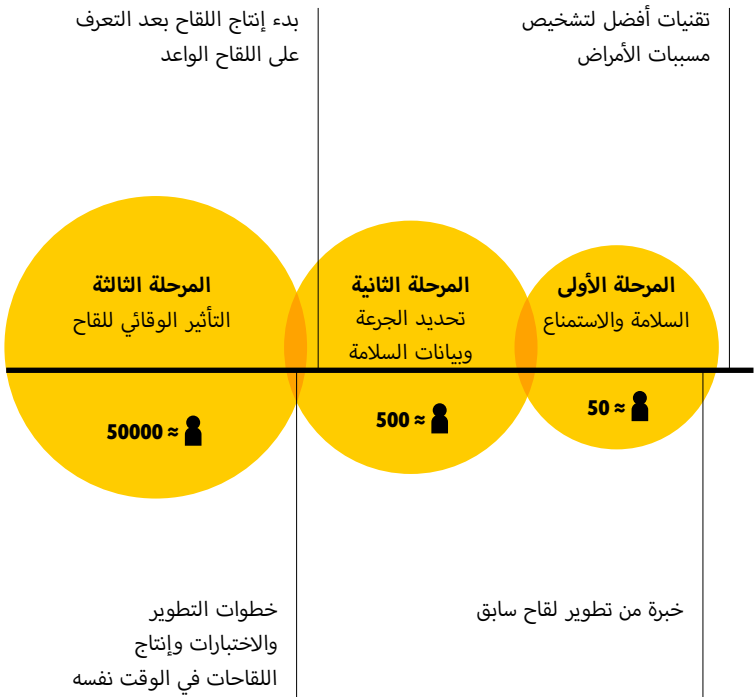 تقنيات أفضل لتشخيص
مسببات الأمراض
بدء إنتاج اللقاح بعد التعرف
على اللقاح الواعد
المرحلة الأولى
السلامة والاستمناع
50 ≈
المرحلة الثانية
تحديد الجرعة
وبيانات السلامة
500 ≈
المرحلة الثالثة
التأثير الوقائي للقاح
50000 ≈
خبرة من تطوير لقاح سابق
خطوات التطوير
والاختبارات وإنتاج
اللقاحات في الوقت نفسه